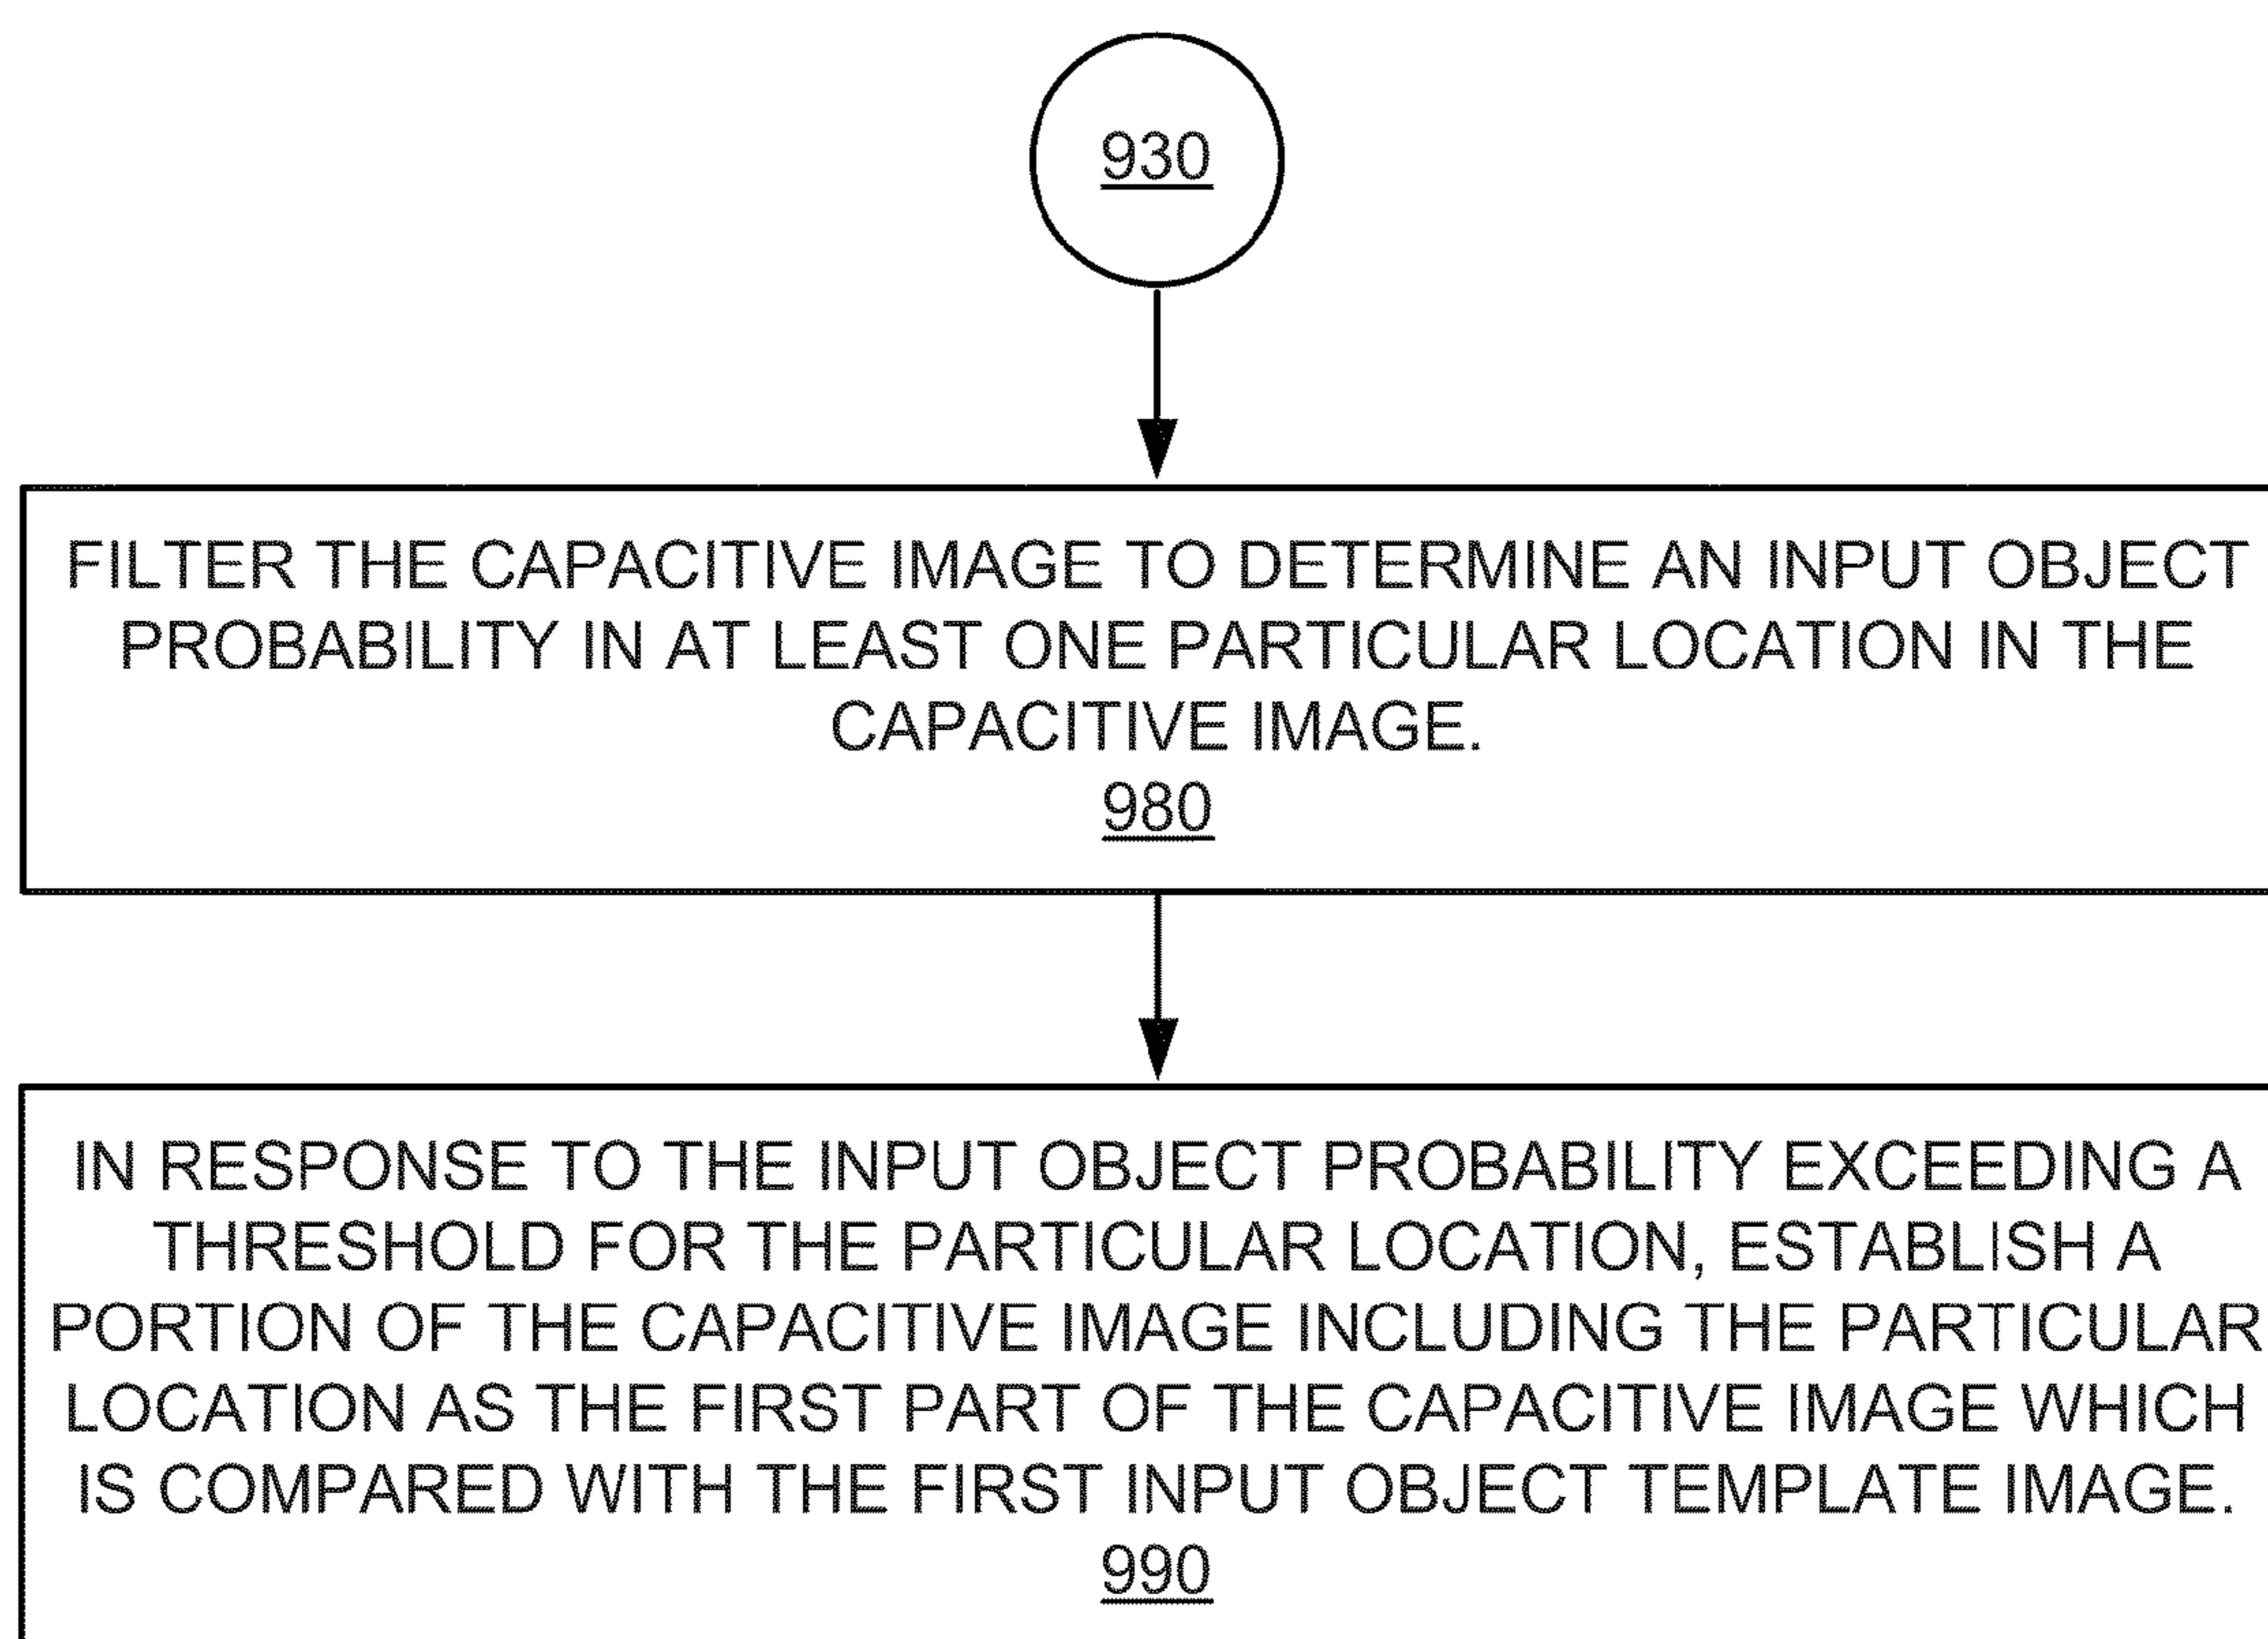 930
FILTER THE CAPACITIVE IMAGE TO DETERMINE AN INPUT OBJECT
PROBABILITY IN AT LEAST ONE PARTICULAR LOCATION IN THE
CAPACITIVE IMAGE.
980
IN RESPONSE TO THE INPUT OBJECT PROBABILITY EXCEEDING A
THRESHOLD FOR THE PARTICULAR LOCATION, ESTABLISH A
PORTION OF THE CAPACITIVE IMAGE INCLUDING THE PARTICULAR
LOCATION AS THE FIRST PART OF THE CAPACITIVE IMAGE WHICH
IS COMPARED WITH THE FIRST INPUT OBJECT TEMPLATE IMAGE.
990